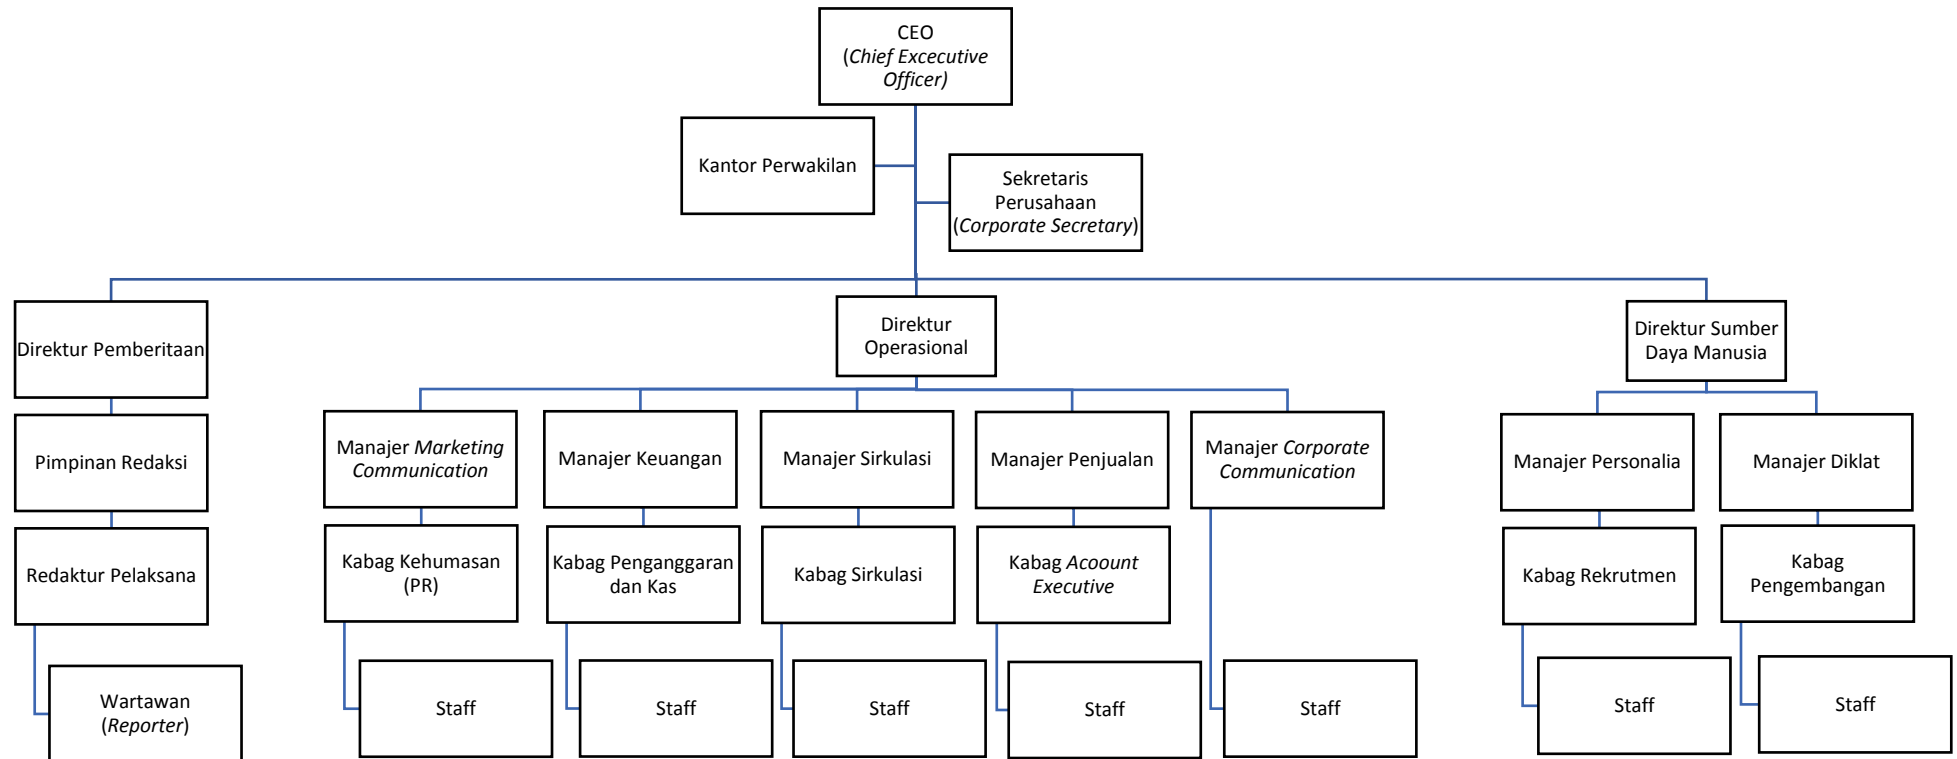 CEO
(Chief Excecutive
Officer)
Kantor Perwakilan
Sekretaris
Perusahaan
(Corporate Secretary)
Direktur Pemberitaan
Direktur
Operasional
Direktur Sumber
Daya Manusia
Pimpinan Redaksi
Manajer Marketing
Communication
Manajer Keuangan
Manajer Sirkulasi
Manajer Penjualan
Manajer Corporate
Communication
Manajer Personalia
Manajer Diklat
Redaktur Pelaksana
Kabag Kehumasan
(PR)
Kabag Penganggaran
dan Kas
Kabag Sirkulasi
Kabag Acoount
Executive
Kabag Rekrutmen
Kabag
Pengembangan
Wartawan
(Reporter)
Staff
Staff
Staff
Staff
Staff
Staff
Staff